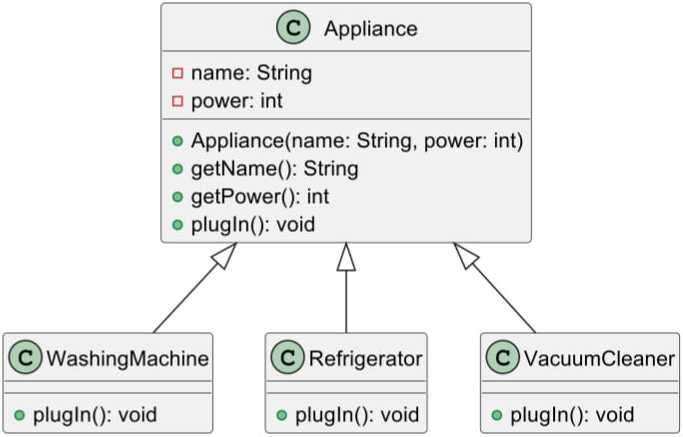 C Appliance
name: String
power: int
Appliance(name: String, power: int)
getName(): String
getPower(): int
plugIn(): void
C WashingMachine
plugIn(): void
C Refrigerator
plugIn(): void
C VacuumCleaner
plugIn(): void